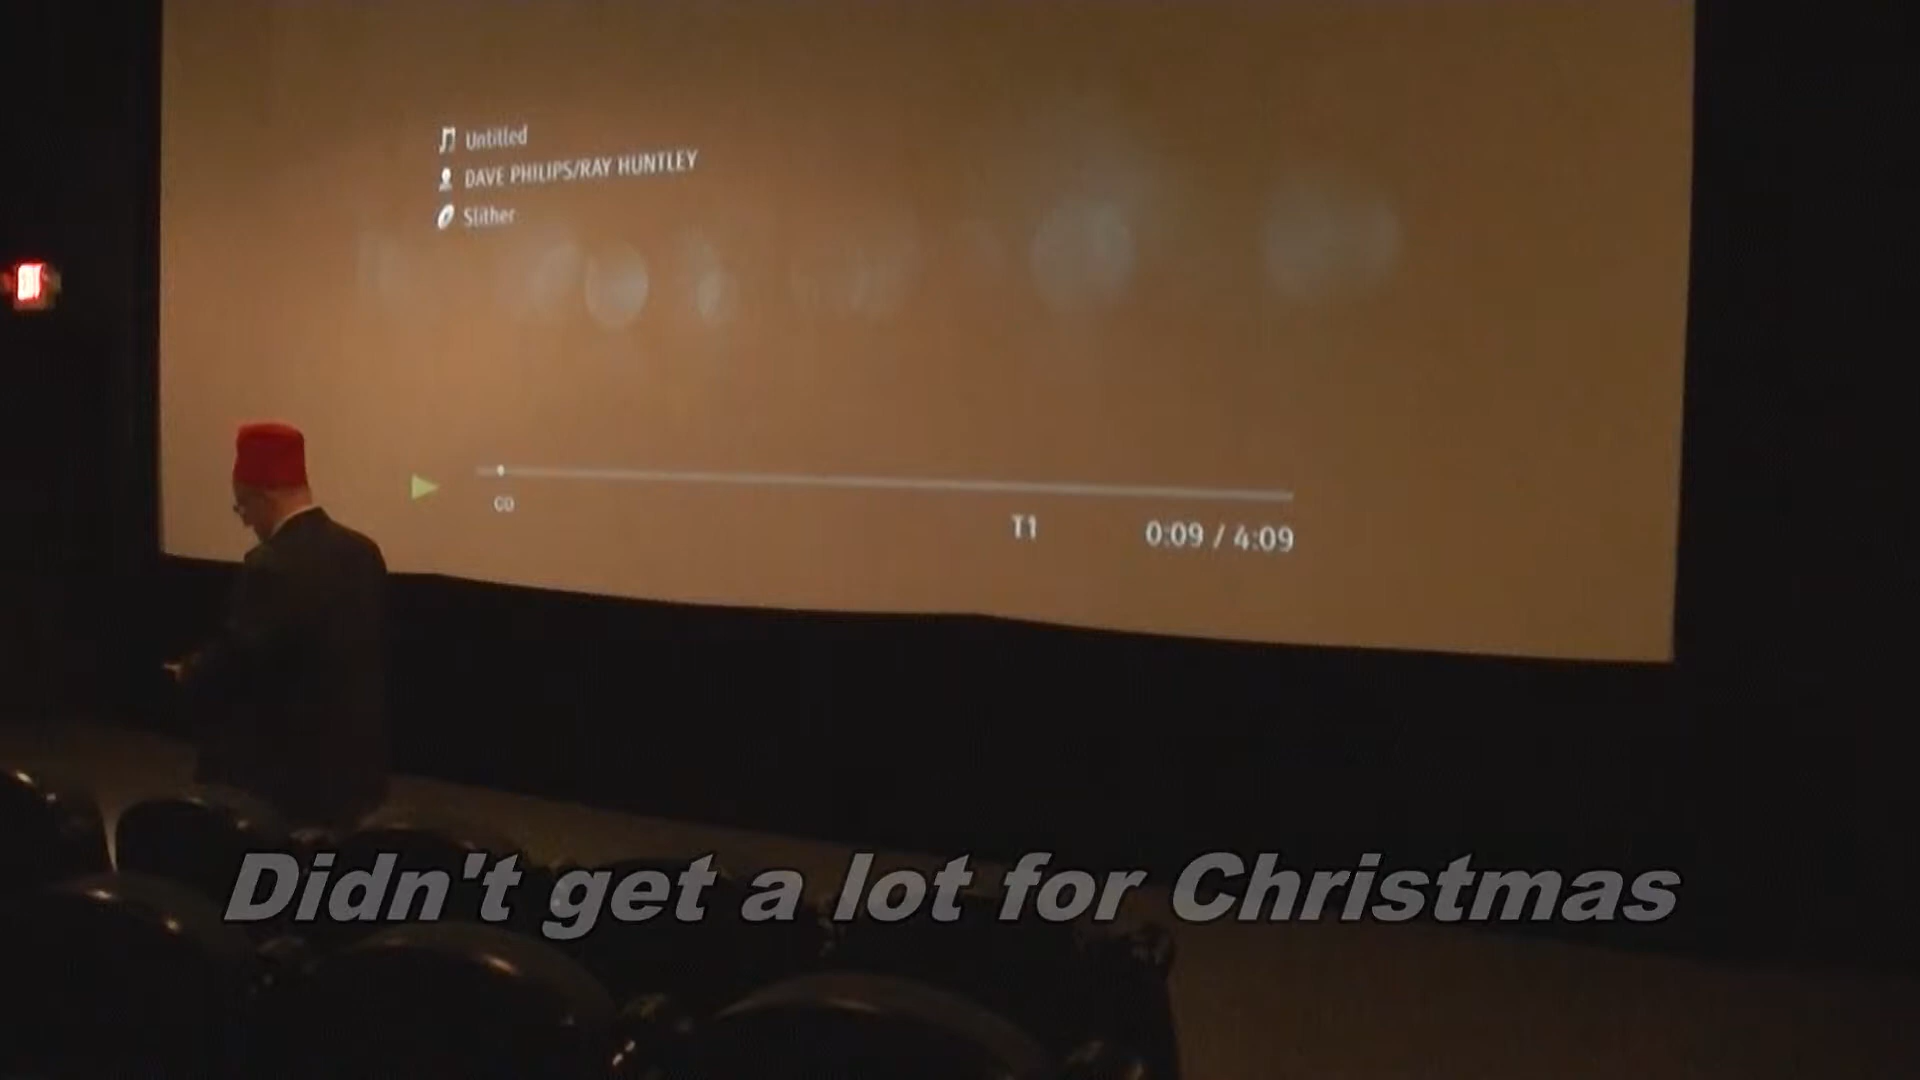 Untitled
DAVE PHILIPS/RAY HUNTLEY
Slither
CD
T1 0:09 / 4:09
Didn't get a lot for Christmas